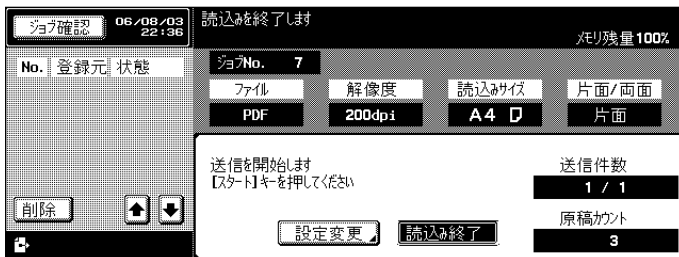 ジョブ確認
06/08/03
22:36
読込みを終了します
メモリ残量100%
No. 登録元 状態
ジョブNo. 7
ファイル 解像度 読込みサイズ 片面/両面
PDF 200dpi A4 片面
送信を開始します
【スタート】キーを押してください
送信件数
1 / 1
削除
設定変更 読込み終了
原稿カウント
3